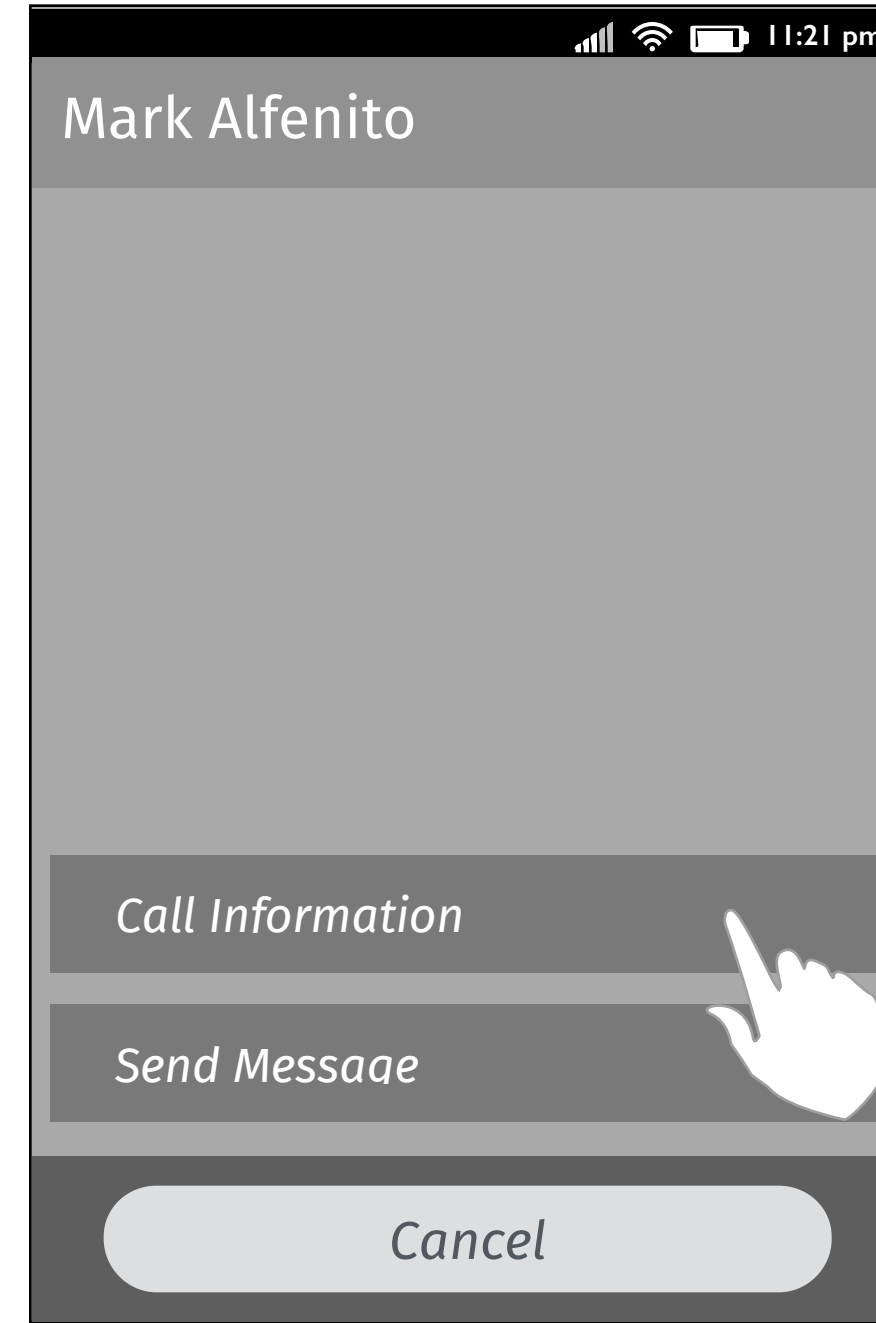 11:21 pm
Mark Alfenito
Call Information
Send Message
Cancel